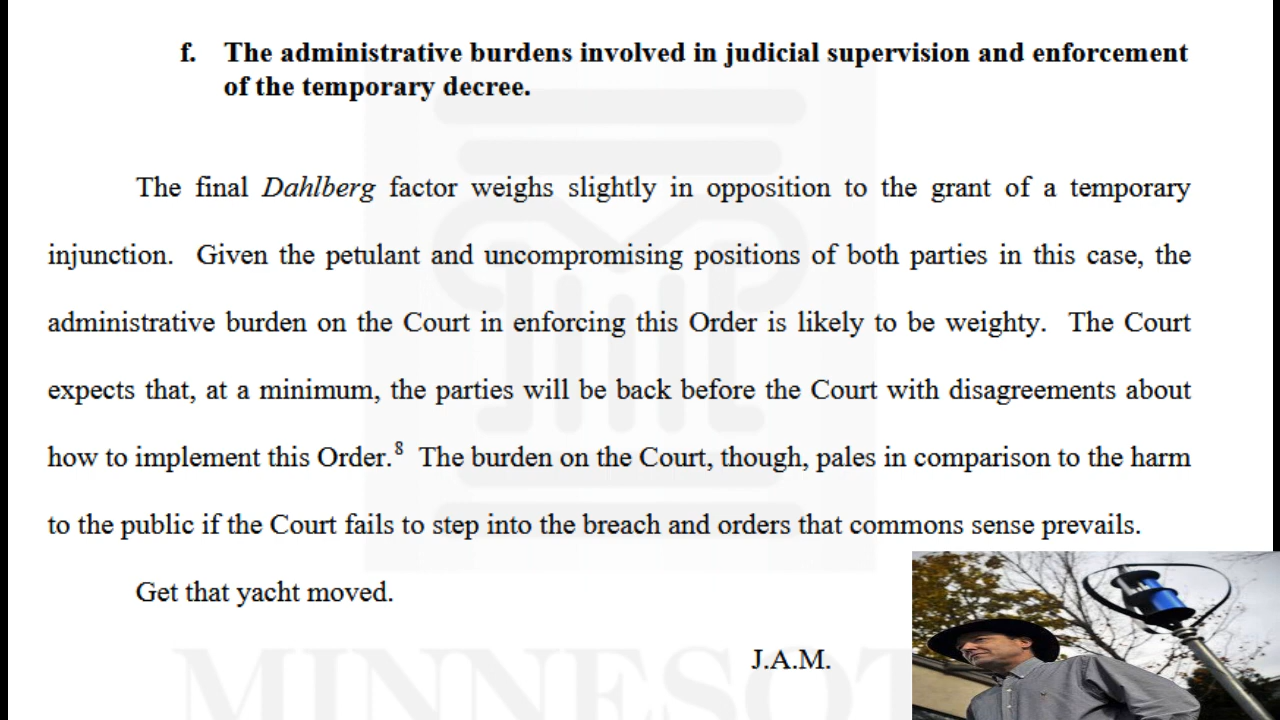 f. The administrative burdens involved in judicial supervision and enforcement
of the temporary decree.
The final Dahlberg factor weighs slightly in opposition to the grant of a temporary
injunction. Given the petulant and uncompromising positions of both parties in this case, the
administrative burden on the Court in enforcing this Order is likely to be weighty. The Court
expects that, at a minimum, the parties will be back before the Court with disagreements about
how to implement this Order.8 The burden on the Court, though, pales in comparison to the harm
to the public if the Court fails to step into the breach and orders that commons sense prevails.
Get that yacht moved.
J.A.M.
MINNESOT